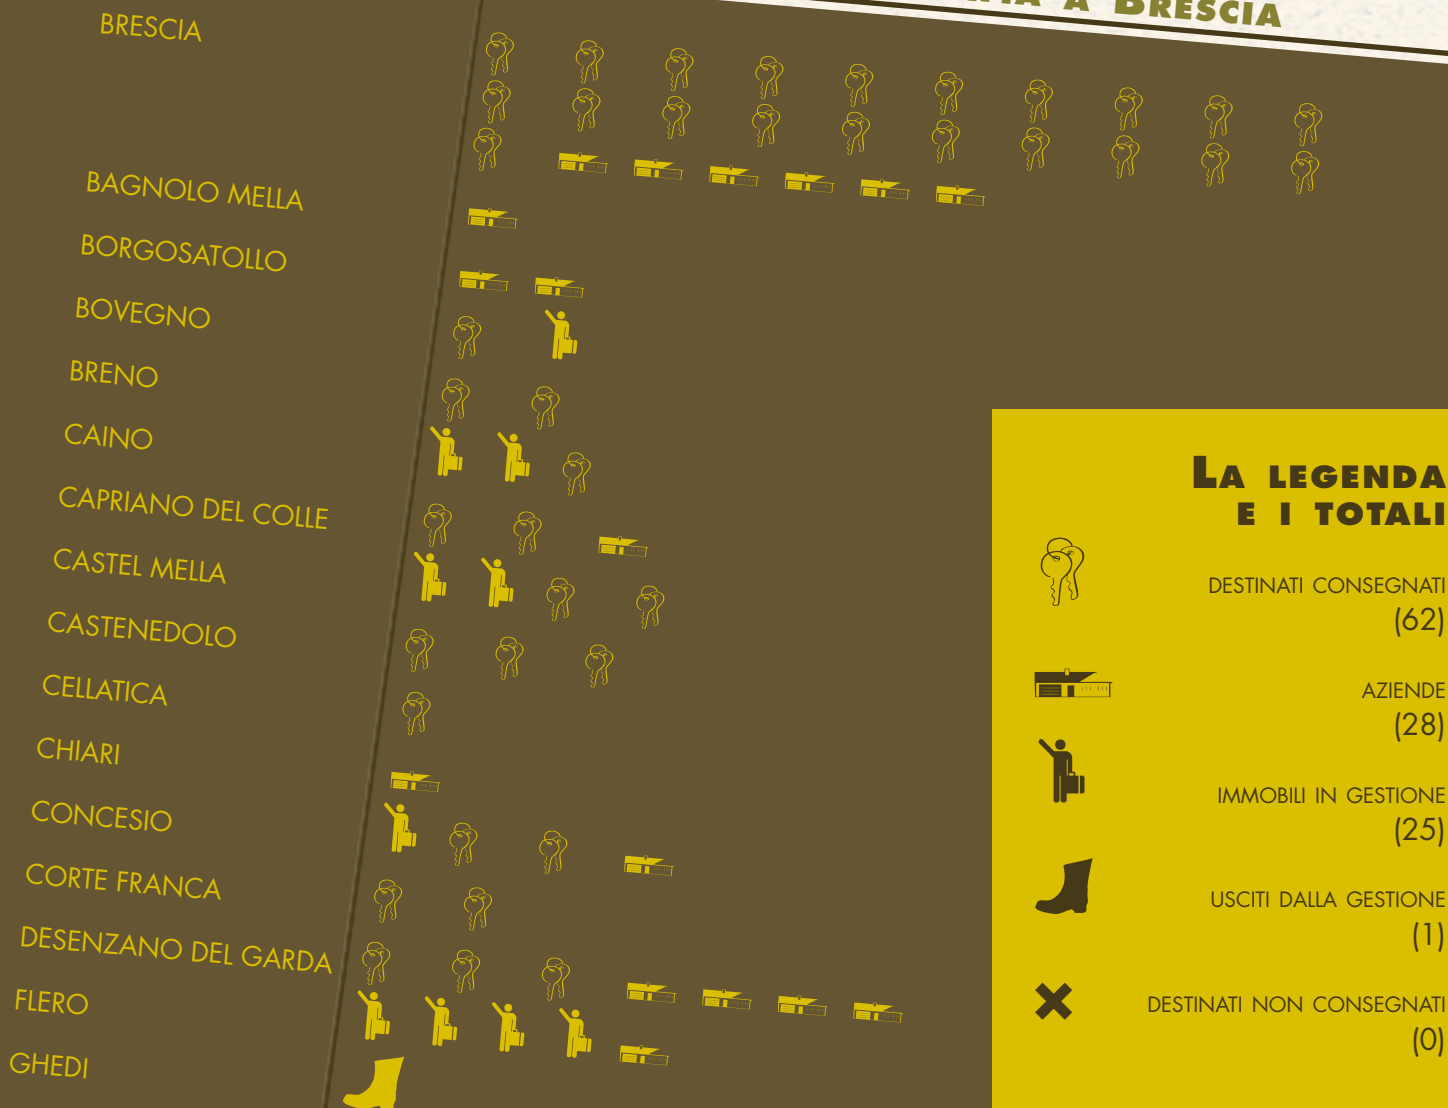 A BRESCIA
BRESCIA
BAGNOLO MELLA
BORGOSATOLLO
BOVEGNO
BRENO
CAINO
CAPRIANO DEL COLLE
CASTEL MELLA
CASTENEDOLO
CELLATICA
CHIARI
CONCESIO
CORTE FRANCA
DESENZANO DEL GARDA
FLERO
GHEDI
LA LEGENDA
E I TOTALI
DESTINATI CONSEGNATI
(62)
AZIENDE
(28)
IMMOBILI IN GESTIONE
(25)
USCITI DALLA GESTIONE
(1)
DESTINATI NON CONSEGNATI
(0)